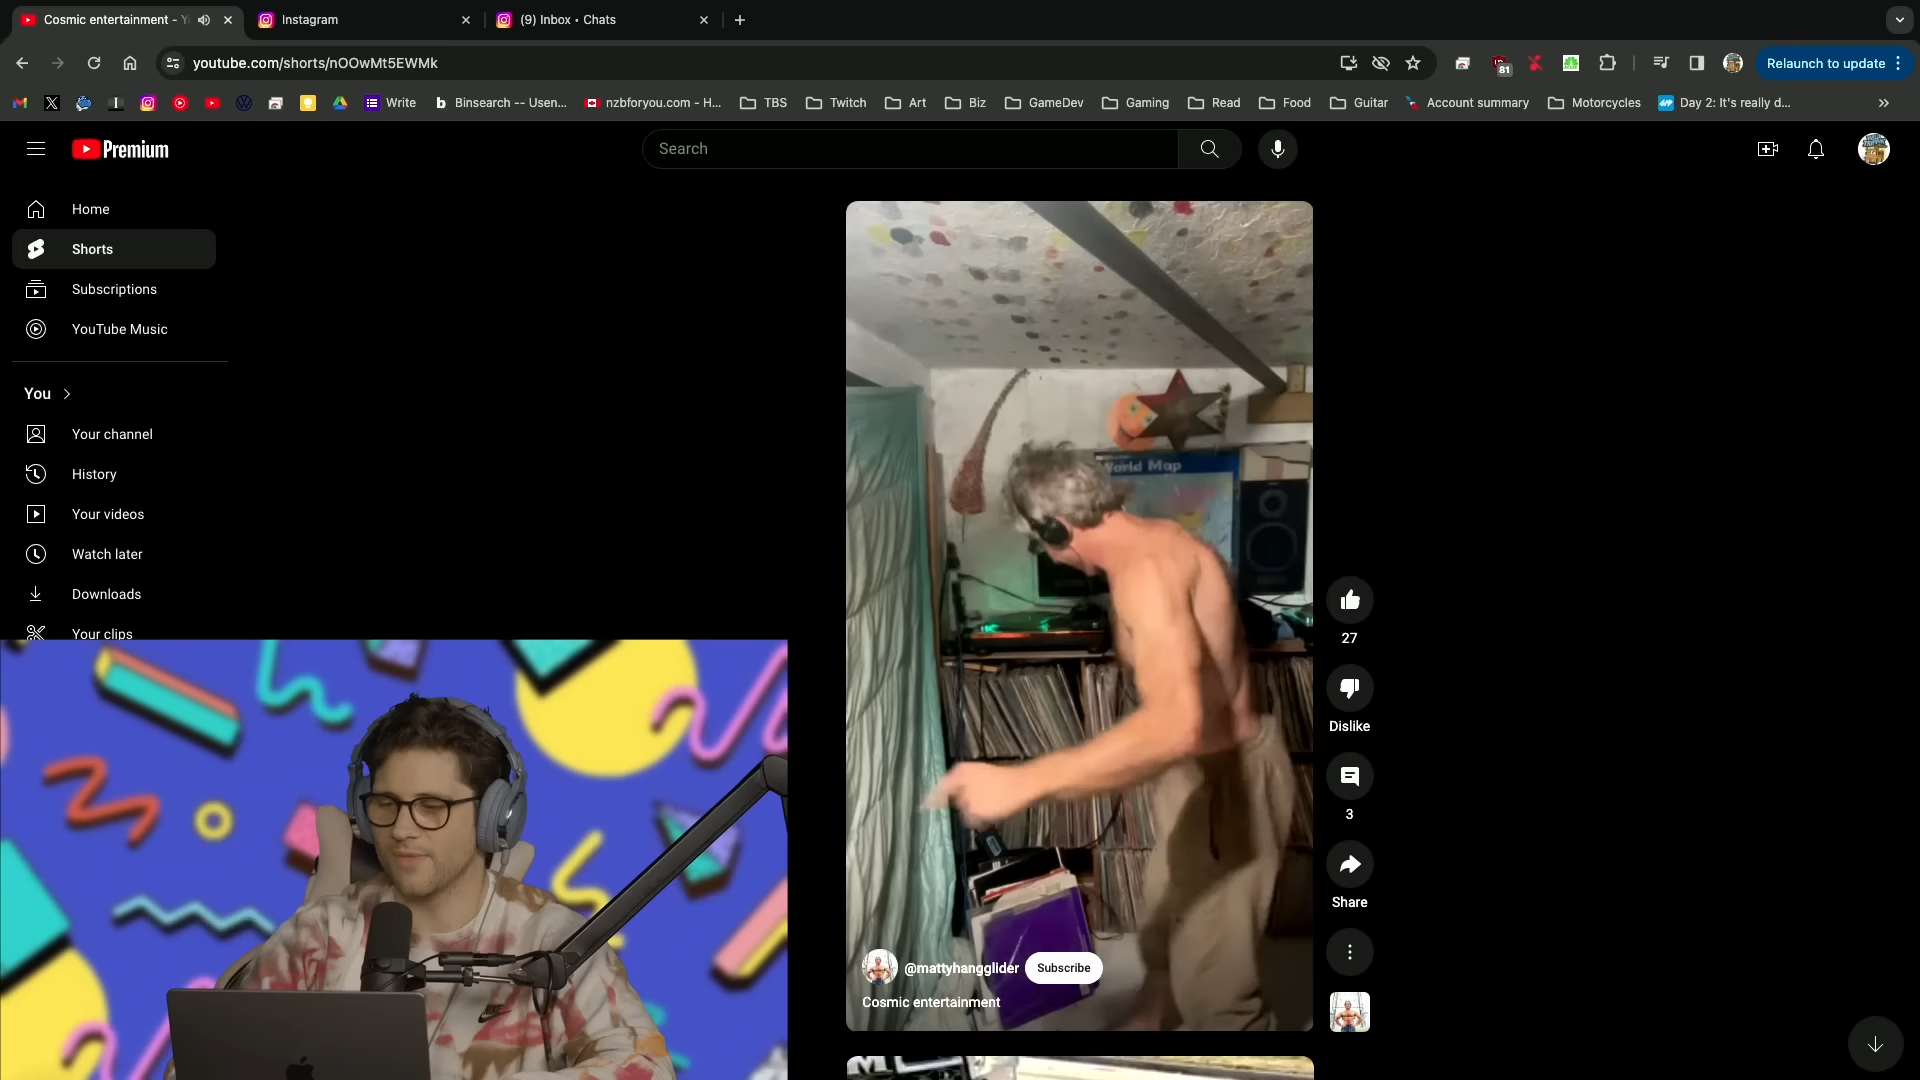 Cosmic entertainment - Y
Instagram
(9) Inbox • Chats
youtube.com/shorts/nOOwMt5EWMk
81
Relaunch to update
Write
b Binsearch -- Usen...
nzbforyou.com - H...
TBS
Twitch
Art
Biz
GameDev
Gaming
Read
Food
Guitar
Account summary
Motorcycles
Day 2: It's really d...
Premium
Search
Home
Shorts
Subscriptions
YouTube Music
You
Your channel
History
Your videos
Watch later
Downloads
Your clips
World Map
27
Dislike
3
Share
@mattyhangglider
Subscribe
Cosmic entertainment